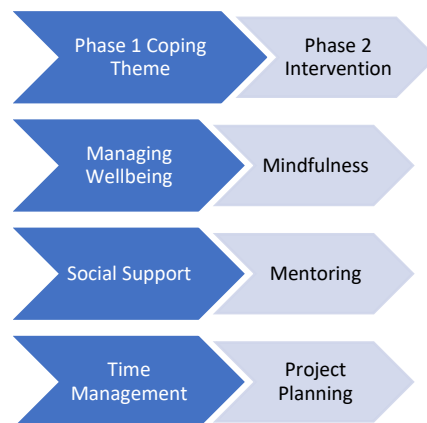 Phase 1 Coping
Theme
Phase 2
Intervention
Managing
Wellbeing
Mindfulness
Social Support
Mentoring
Time
Management
Project
Planning